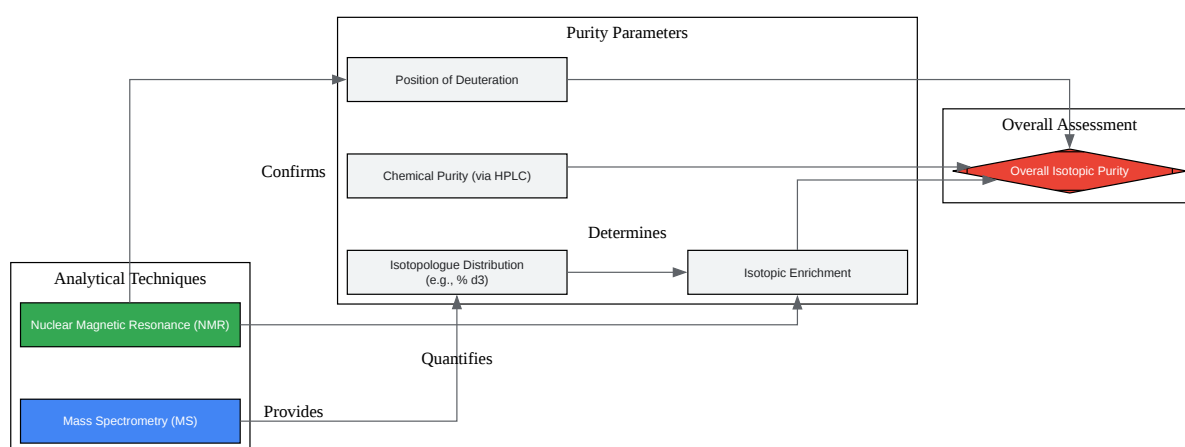 Purity Parameters
Position of Deuteration
Overall Assessment
Confirms
Chemical Purity (via HPLC)
Overall Isotopic Purity
Determines
Isotopologue Distribution
(e.g., % d3)
Isotopic Enrichment
Analytical Techniques
Nuclear Magnetic Resonance (NMR)
Quantifies
Provides
Mass Spectrometry (MS)